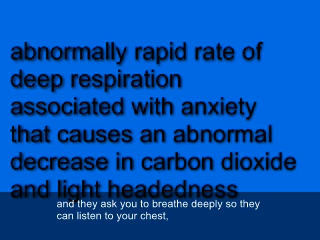 abnormally rapid rate of
deep respiration
associated with anxiety
that causes an abnormal
decrease in carbon dioxide
and light headedness
and they ask you to breathe deeply so they
can listen to your chest,